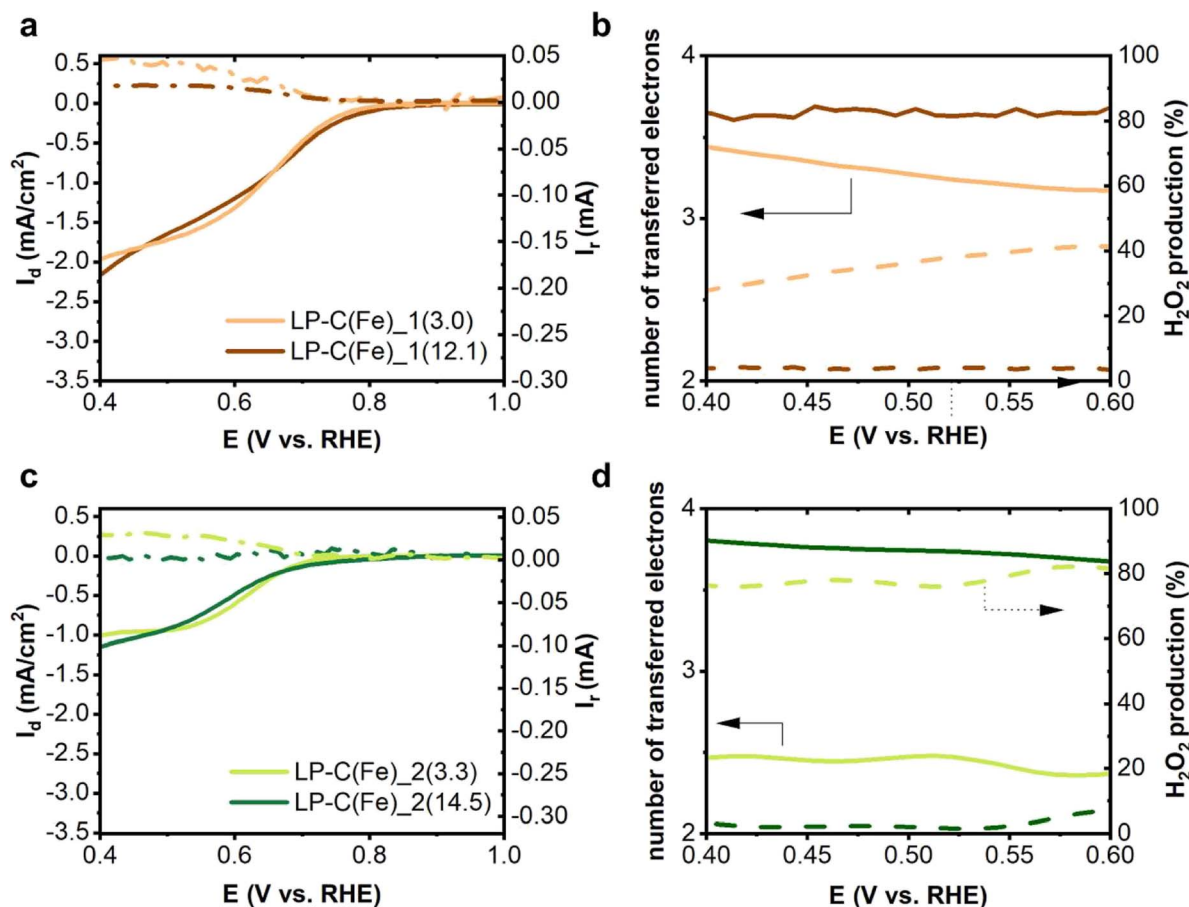 a
0.5
0.0
-0.5
-1.0
-1.5
-2.0
-2.5
-3.0
-3.5
I_d (mA/cm²)
0.05
0.00
-0.05
-0.10
-0.15
-0.20
-0.25
-0.30
I_r (mA)
LP-C(Fe)_1(3.0)
LP-C(Fe)_1(12.1)
0.4 0.6 0.8 1.0
E (V vs. RHE)
b
4
3
2
number of transferred electrons
100
80
60
40
20
0
H₂O₂ production (%)
0.40 0.45 0.50 0.55 0.60
E (V vs. RHE)
c
0.5
0.0
-0.5
-1.0
-1.5
-2.0
-2.5
-3.0
-3.5
I_d (mA/cm²)
0.05
0.00
-0.05
-0.10
-0.15
-0.20
-0.25
-0.30
I_r (mA)
LP-C(Fe)_2(3.3)
LP-C(Fe)_2(14.5)
0.4 0.6 0.8 1.0
E (V vs. RHE)
d
4
3
2
number of transferred electrons
100
80
60
40
20
0
H₂O₂ production (%)
0.40 0.45 0.50 0.55 0.60
E (V vs. RHE)